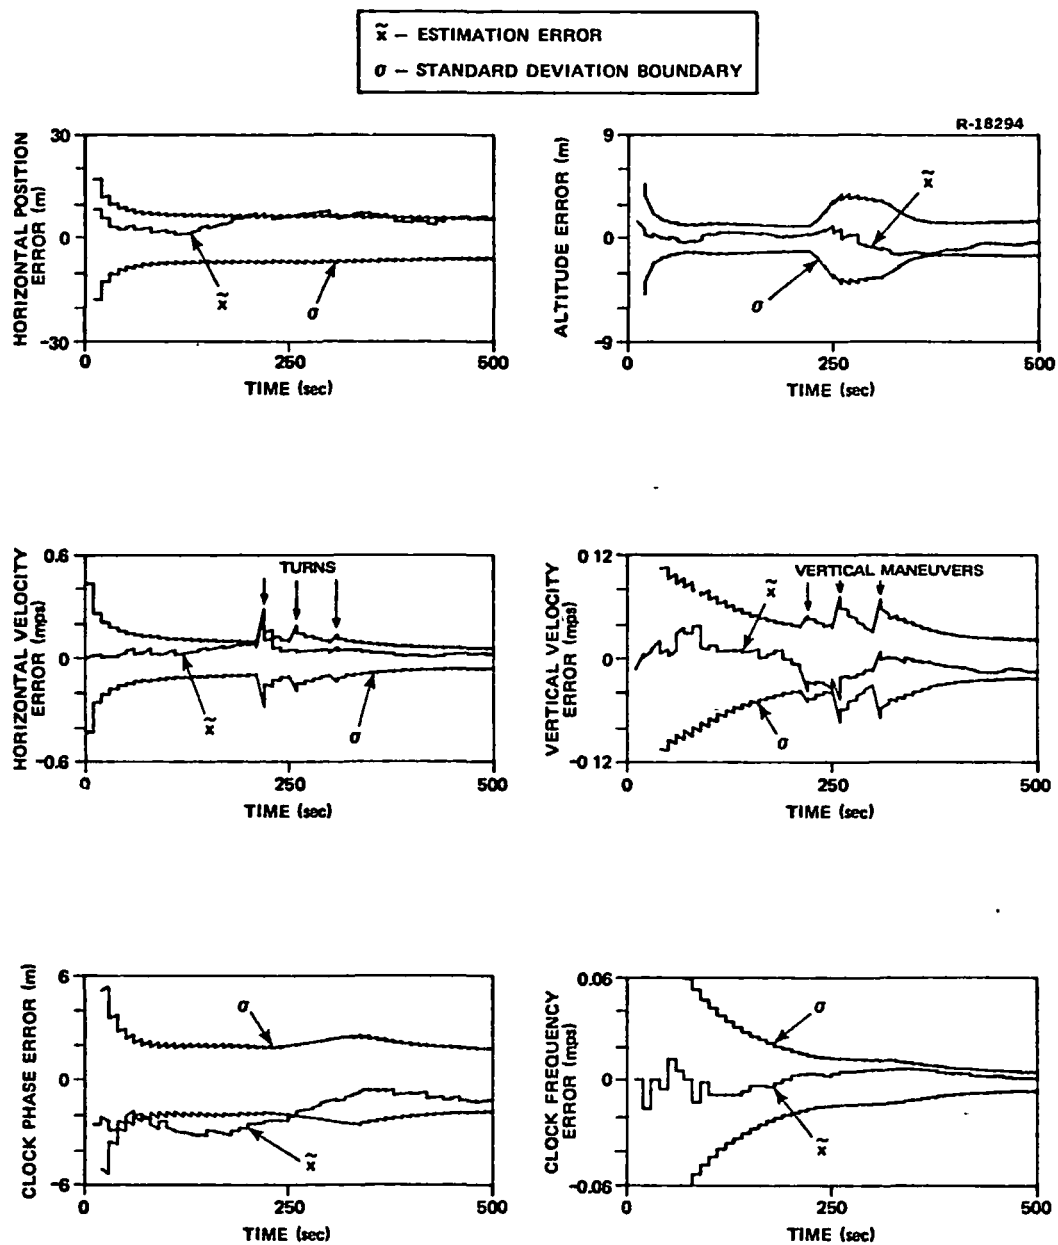 x̃ – ESTIMATION ERROR
σ – STANDARD DEVIATION BOUNDARY
R-18294
HORIZONTAL POSITION
ERROR (m)
30
0
-30
x̃
σ
0
250
500
TIME (sec)
ALTITUDE ERROR (m)
9
0
-9
x̃
σ
0
250
500
TIME (sec)
HORIZONTAL VELOCITY
ERROR (mps)
0.6
0
-0.6
TURNS
x̃
σ
0
250
500
TIME (sec)
VERTICAL VELOCITY
ERROR (mps)
0 12
0
-0 12
VERTICAL MANEUVERS
x̃
σ
0
250
500
TIME (sec)
CLOCK PHASE ERROR (m)
6
0
-6
σ
x̃
0
250
500
TIME (sec)
CLOCK FREQUENCY
ERROR (mps)
0.06
0
-0.06
σ
x̃
0
250
500
TIME (sec)